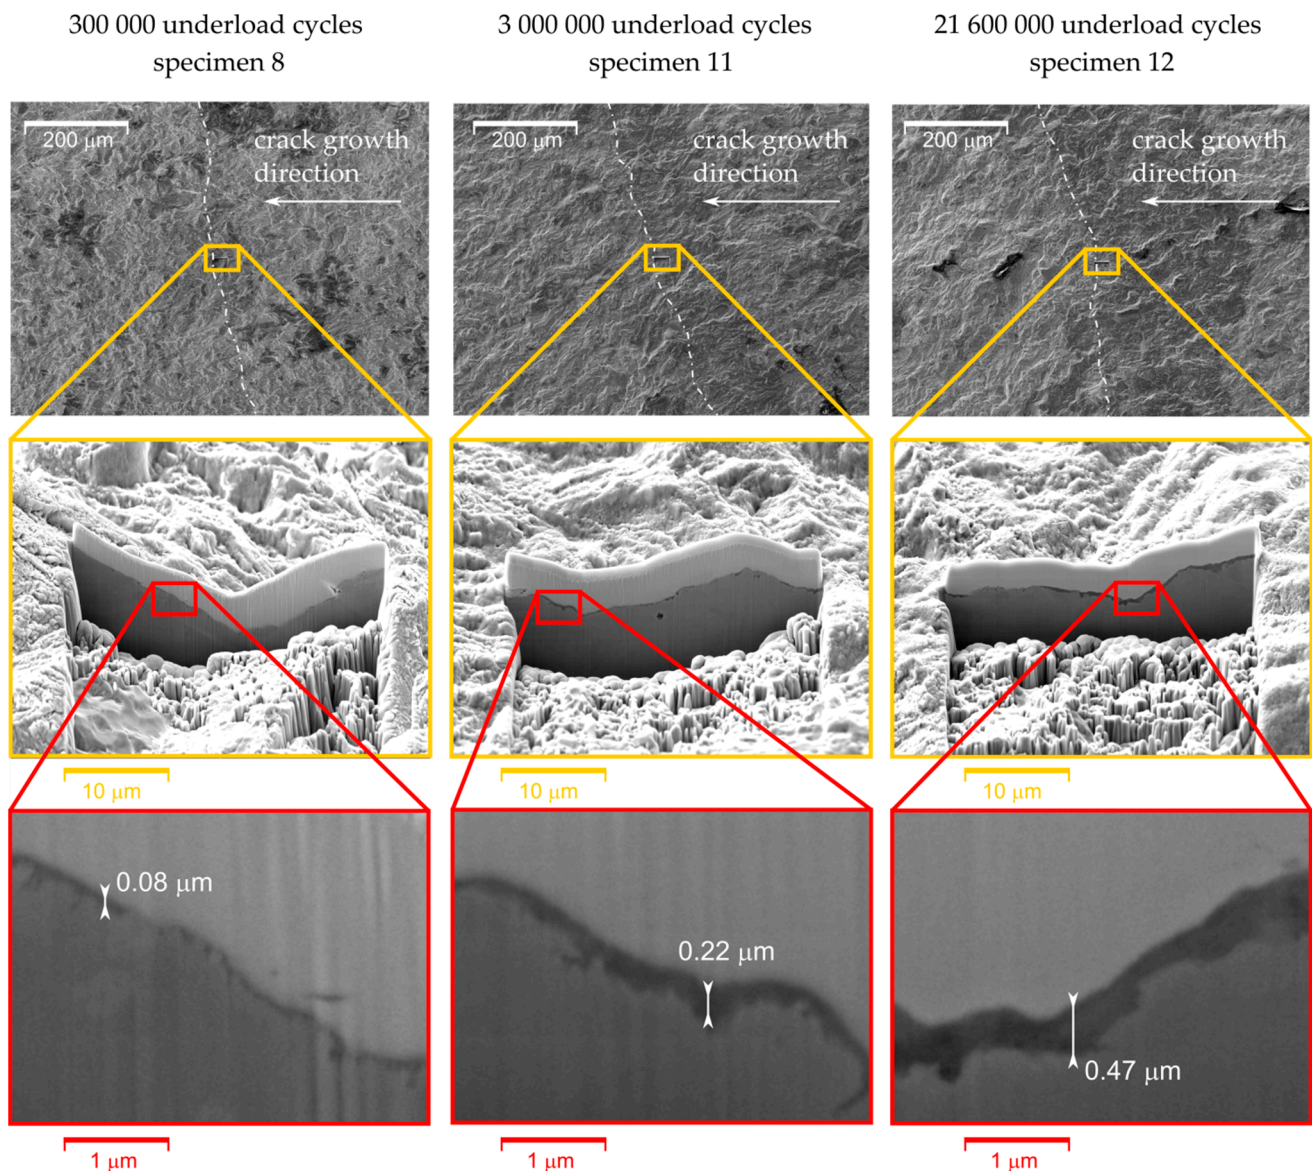 300 000 underload cycles
specimen 8
3 000 000 underload cycles
specimen 11
21 600 000 underload cycles
specimen 12
200 μm
crack growth
direction
200 μm
crack growth
direction
200 μm
crack growth
direction
10 μm
10 μm
10 μm
0.08 μm
0.22 μm
0.47 μm
1 μm
1 μm
1 μm